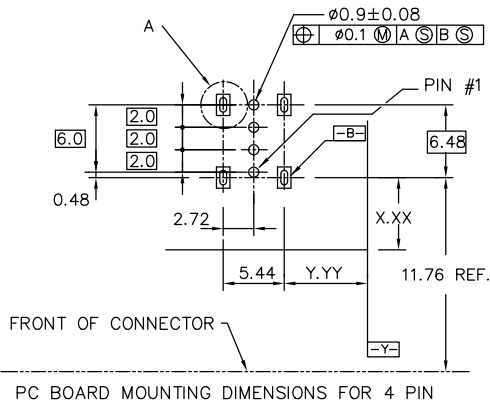 ø0.9±0.08
⌖ ø0.1 Ⓜ A Ⓢ B Ⓢ
A
PIN #1
2.0
6.0
2.0
-B-
6.48
2.0
0.48
2.72
X.XX
5.44
Y.YY
11.76 REF.
FRONT OF CONNECTOR
-Y-
PC BOARD MOUNTING DIMENSIONS FOR 4 PIN